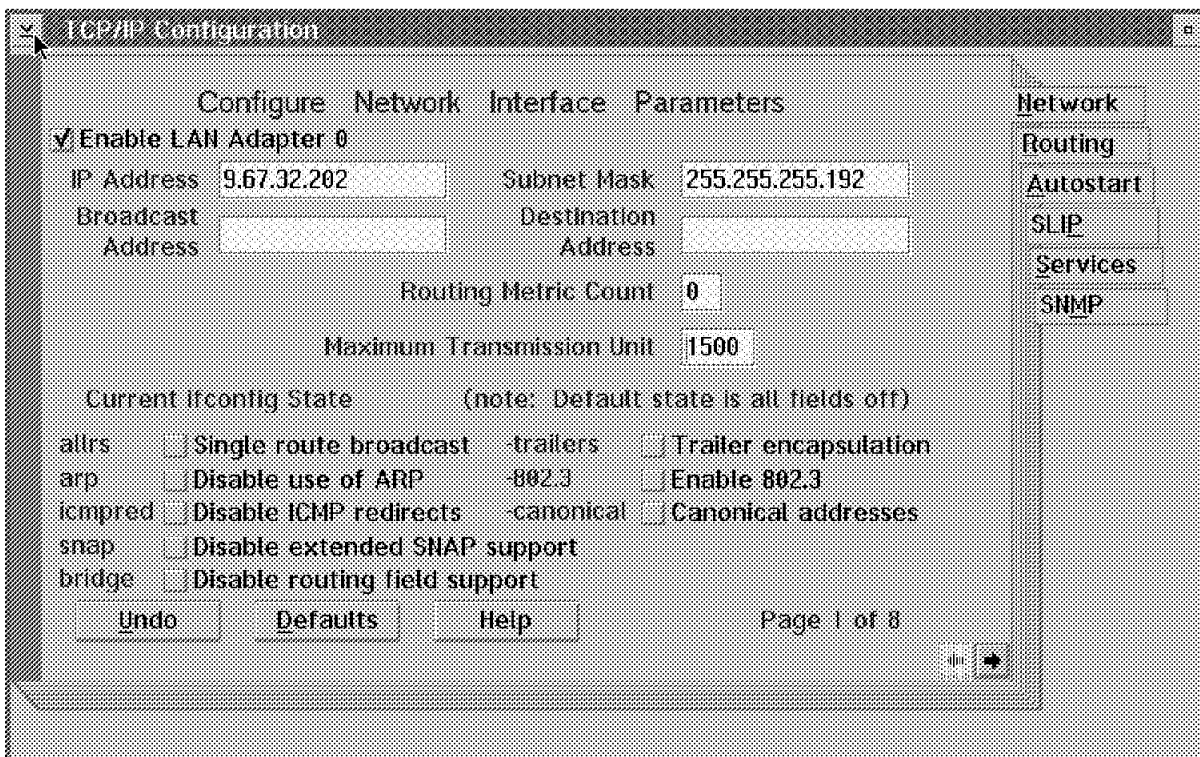 TCP/IP Configuration
Configure Network Interface Parameters
Network
√ Enable LAN Adapter 0
Routing
IP Address 9.67.32.202 Subnet Mask 255.255.255.192
Autostart
Broadcast Address
Destination Address
SLIP
Services
Routing Metric Count 0
SNMP
Maximum Transmission Unit 1500
Current ifconfig State (note: Default state is all fields off)
allrs Single route broadcast -trailers Trailer encapsulation
arp Disable use of ARP -802.3 Enable 802.3
icmpred Disable ICMP redirects -canonical Canonical addresses
snap Disable extended SNAP support
bridge Disable routing field support
Undo Defaults Help Page 1 of 8